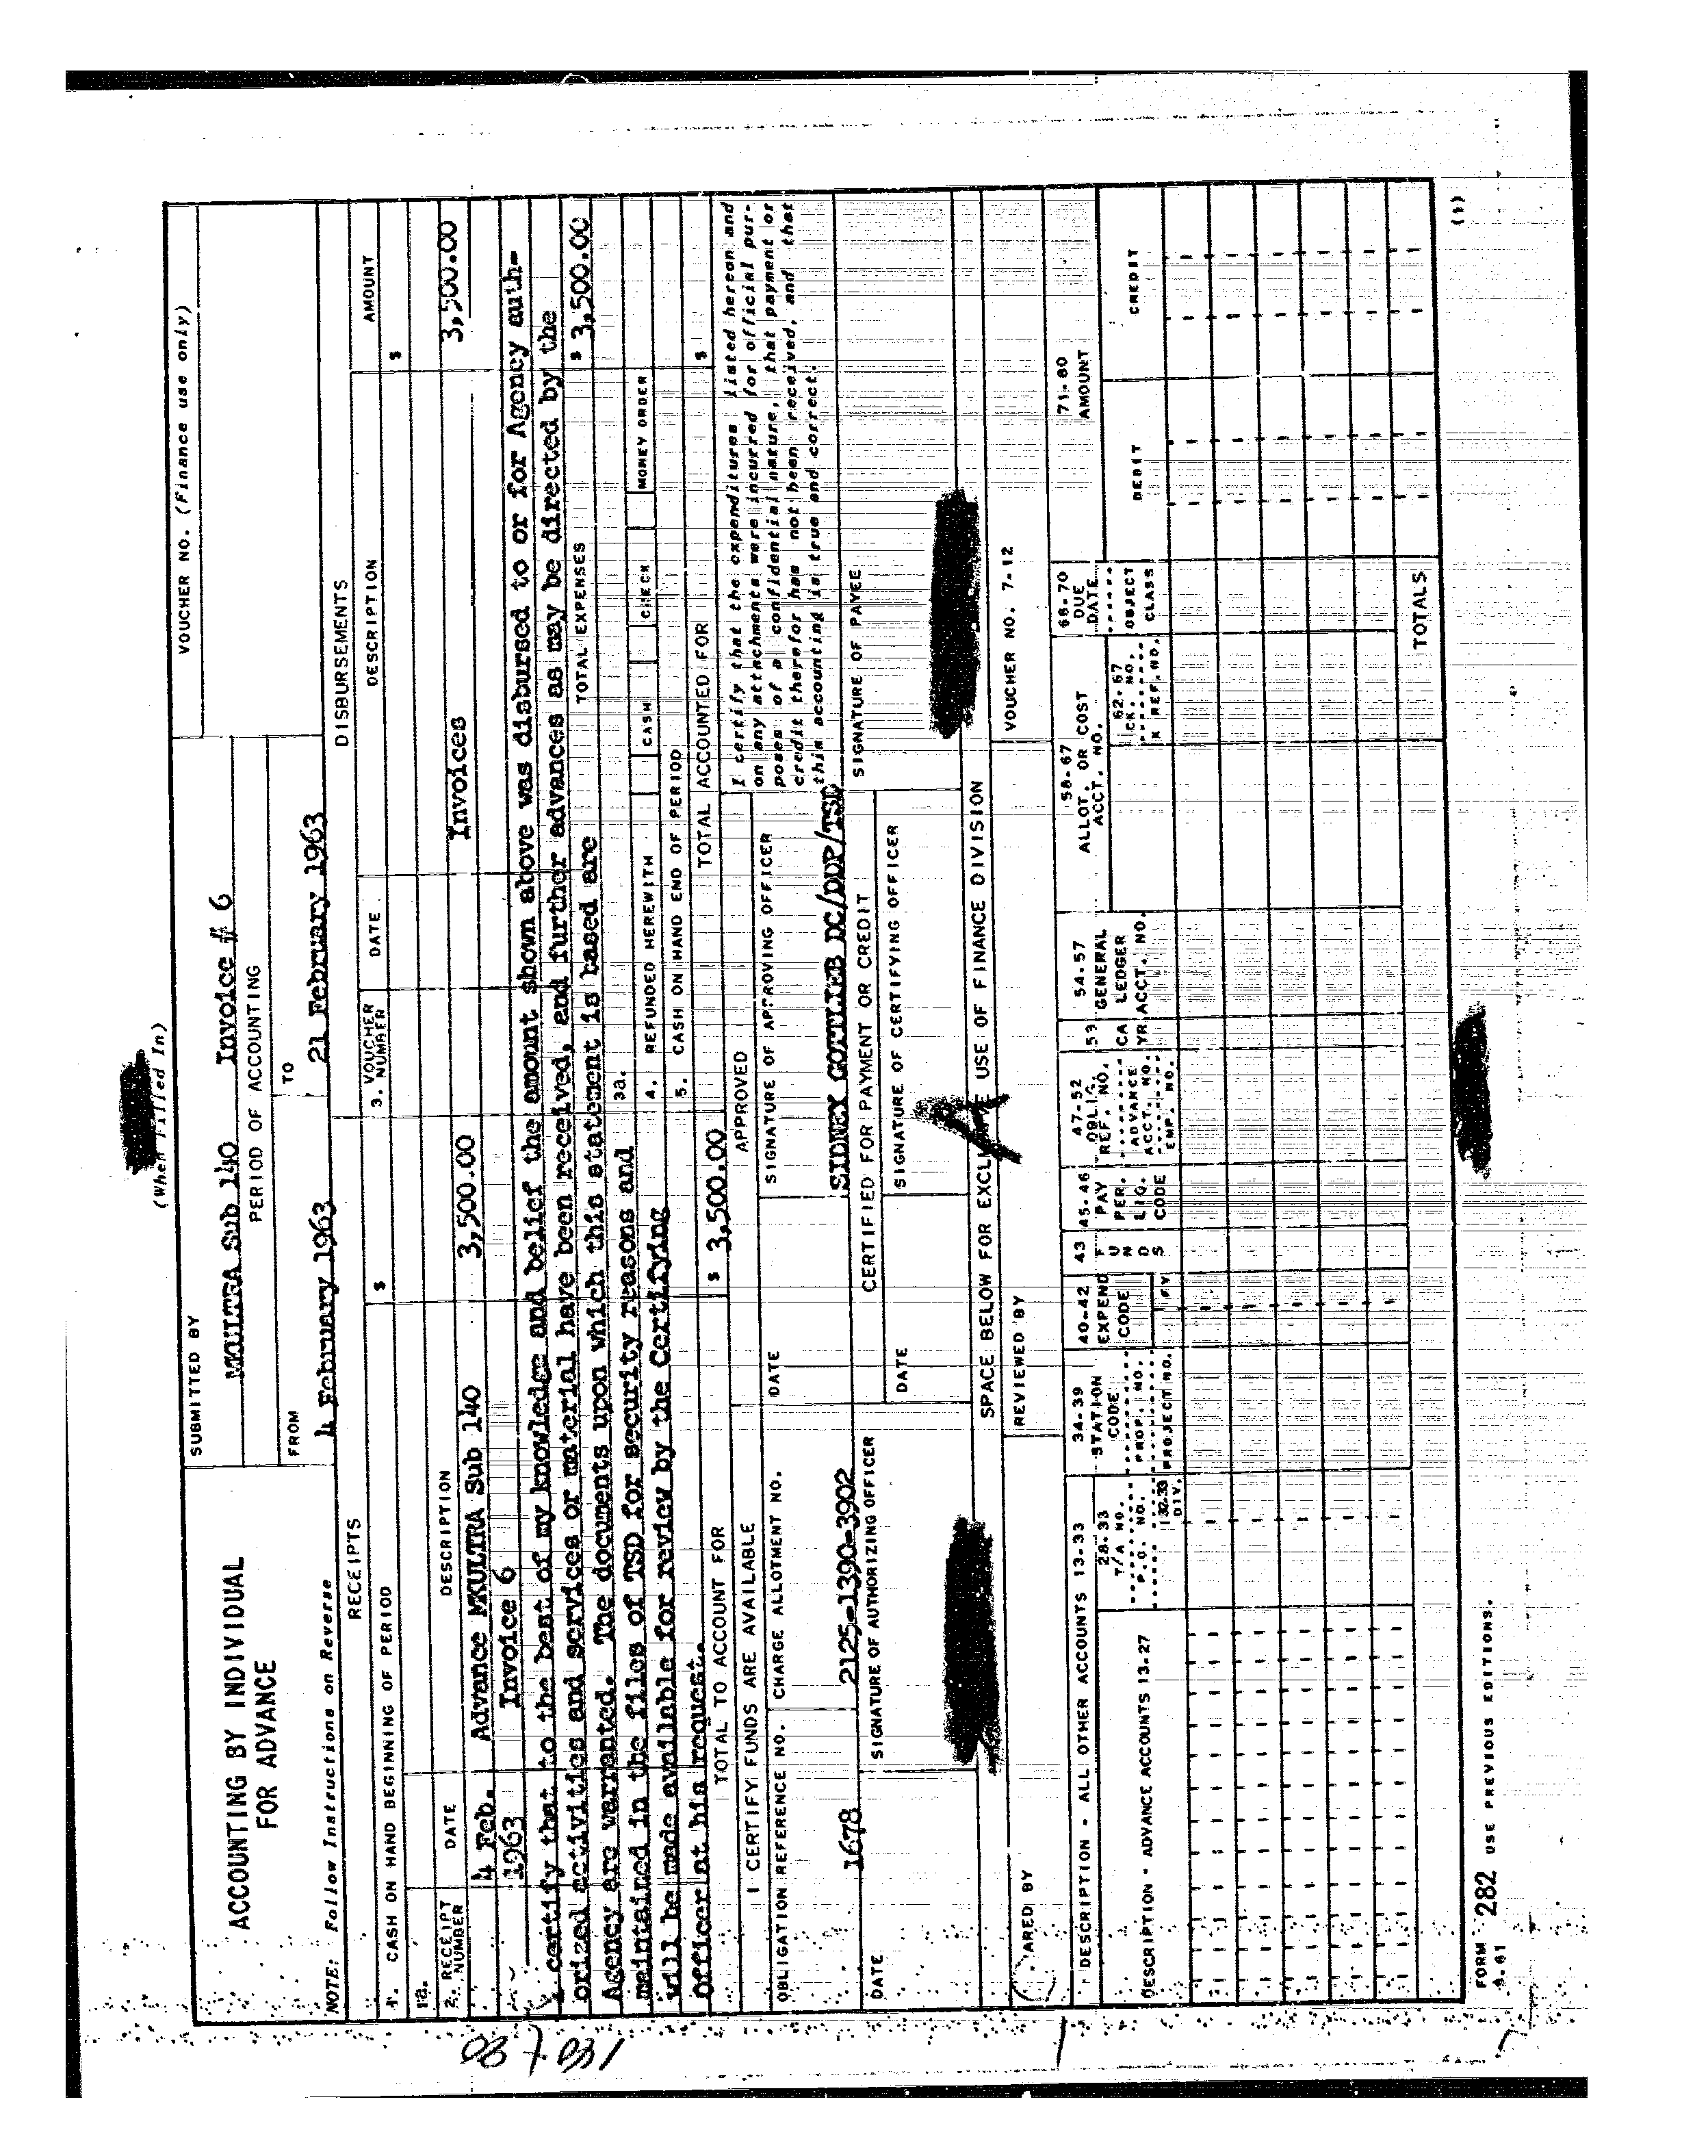 (When Filled In)
ACCOUNTING BY INDIVIDUAL
FOR ADVANCE
NOTE: Follow Instructions on Reverse
SUBMITTED BY
MKULTRA Sub 140 Invoice # 6
PERIOD OF ACCOUNTING
FROM TO
4 February 1963 21 February 1963
VOUCHER NO. (Finance use only)
RECEIPTS DISBURSEMENTS
1. CASH ON HAND BEGINNING OF PERIOD $
3. VOUCHER NUMBER DATE DESCRIPTION AMOUNT
1a. $
2. RECEIPT NUMBER DATE DESCRIPTION
4 Feb. 1963 Advance MKULTRA Sub 140 3,500.00 Invoices 3,500.00
Invoice 6
I certify that to the best of my knowledge and belief the amount shown above was disbursed to or for Agency auth-
orized activities and services or material have been received, and further advances as may be directed by the
Agency are warranted. The documents upon which this statement is based are
maintained in the files of TSD for security reasons and
will be made available for review by the Certifying
Officer at his request.
TOTAL EXPENSES $ 3,500.00
3a.
4. REFUNDED HEREWITH CASH CHECK MONEY ORDER
5. CASH ON HAND END OF PERIOD
TOTAL TO ACCOUNT FOR $ 3,500.00 TOTAL ACCOUNTED FOR $
I CERTIFY FUNDS ARE AVAILABLE APPROVED
OBLIGATION REFERENCE NO. CHARGE ALLOTMENT NO. DATE SIGNATURE OF APPROVING OFFICER
1678 2125-1390-3902 SIDNEY GOTTLIEB DC/DDP/TSD
I certify that the expenditures listed hereon and
on any attachments were incurred for official pur-
poses of a confidential nature, that payment or
credit therefor has not been received, and that
this accounting is true and correct.
CERTIFIED FOR PAYMENT OR CREDIT
DATE SIGNATURE OF AUTHORIZING OFFICER DATE SIGNATURE OF CERTIFYING OFFICER SIGNATURE OF PAYEE
SPACE BELOW FOR EXCLU USE OF FINANCE DIVISION
ARED BY REVIEWED BY VOUCHER NO. 7-12
DESCRIPTION - ALL OTHER ACCOUNTS 13-33
DESCRIPTION - ADVANCE ACCOUNTS 13-27
28-33 T/A NO. P.O. NO. 32-33 DIV.
34-39 STATION CODE PROP. NO. PROJECT NO.
40-42 EXPEND CODE FY
43 FUNDS
45-46 PAY PER. LIQ. CODE
47-52 OBLIG. REF. NO. ADVANCE ACCT. NO. EMP. NO.
53 CA YR
54-57 GENERAL LEDGER ACCT. NO.
58-67 ALLOT. OR COST ACCT. NO.
62-67 CK. NO. X REF. NO.
68-70 DUE DATE OBJECT CLASS
71-80 AMOUNT
DEBIT CREDIT
TOTALS
FORM 282 USE PREVIOUS EDITIONS.
(1)